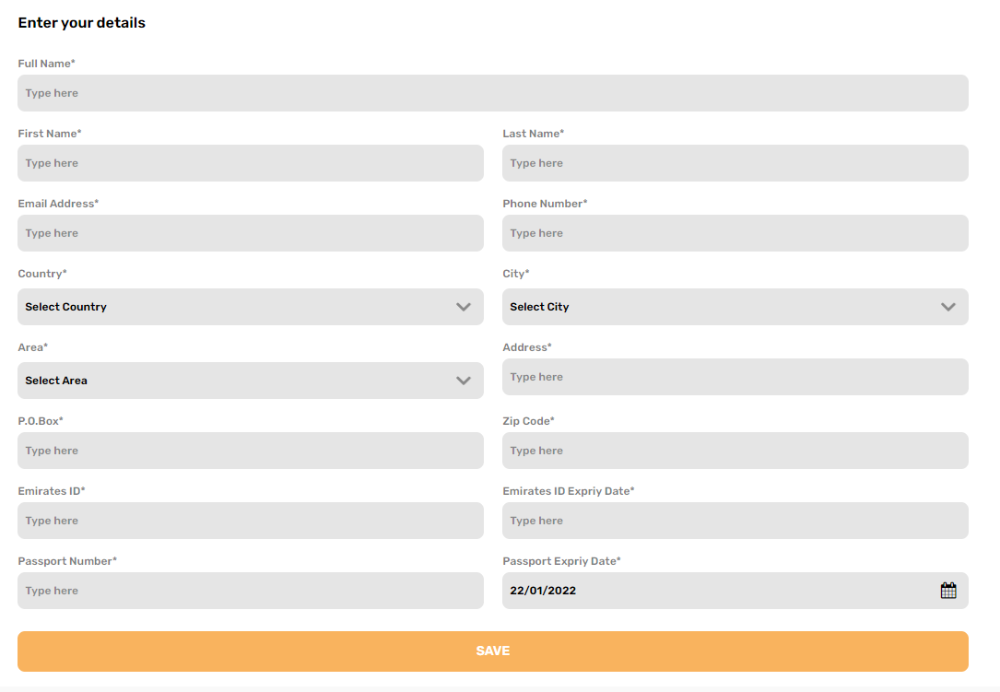 Enter your details
Full Name*
Type here
First Name*
Last Name*
Type here
Type here
Email Address*
Phone Number*
Type here
Type here
Country*
City*
Select Country
Select City
Area*
Address*
Select Area
Type here
P.O.Box*
Zip Code*
Type here
Type here
Emirates ID*
Emirates ID Expriy Date*
Type here
Type here
Passport Number*
Passport Expriy Date*
Type here
22/01/2022
SAVE